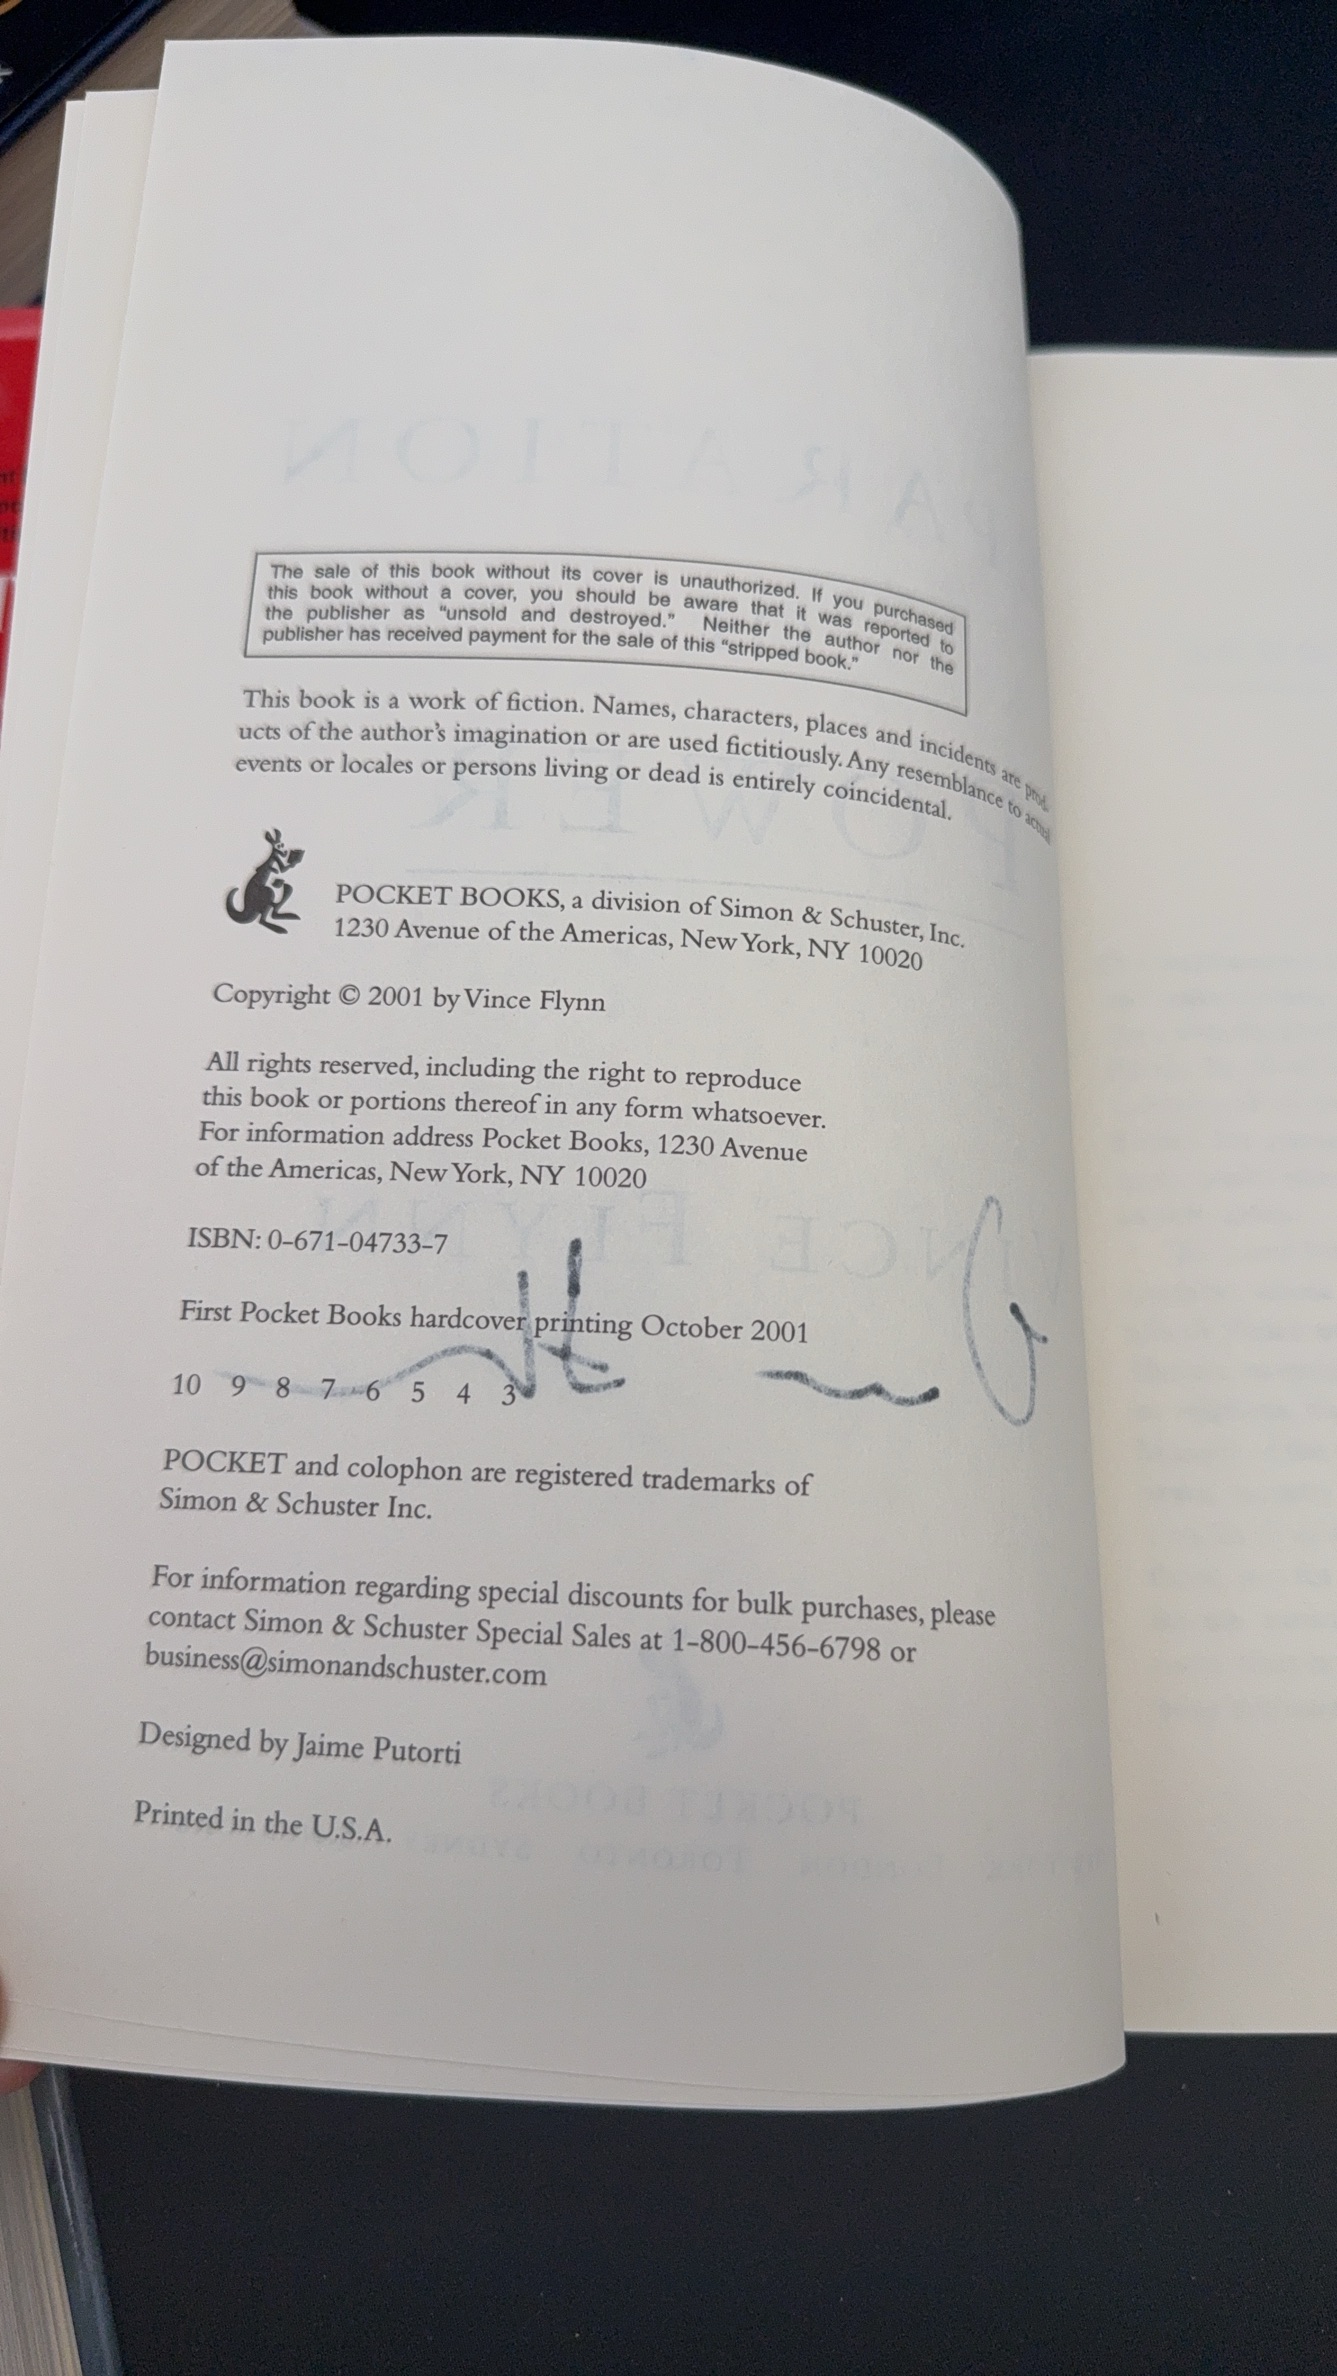 The sale of this book without its cover is unauthorized. If you purchased
this book without a cover, you should be aware that it was reported to
the publisher as “unsold and destroyed.” Neither the author nor the
publisher has received payment for the sale of this “stripped book.”
This book is a work of fiction. Names, characters, places and incidents are prod-
ucts of the author’s imagination or are used fictitiously. Any resemblance to actual
events or locales or persons living or dead is entirely coincidental.
POCKET BOOKS, a division of Simon & Schuster, Inc.
1230 Avenue of the Americas, New York, NY 10020
Copyright © 2001 by Vince Flynn
All rights reserved, including the right to reproduce
this book or portions thereof in any form whatsoever.
For information address Pocket Books, 1230 Avenue
of the Americas, New York, NY 10020
ISBN: 0-671-04733-7
First Pocket Books hardcover printing October 2001
10 9 8 7 6 5 4 3
POCKET and colophon are registered trademarks of
Simon & Schuster Inc.
For information regarding special discounts for bulk purchases, please
contact Simon & Schuster Special Sales at 1-800-456-6798 or
business@simonandschuster.com
Designed by Jaime Putorti
Printed in the U.S.A.